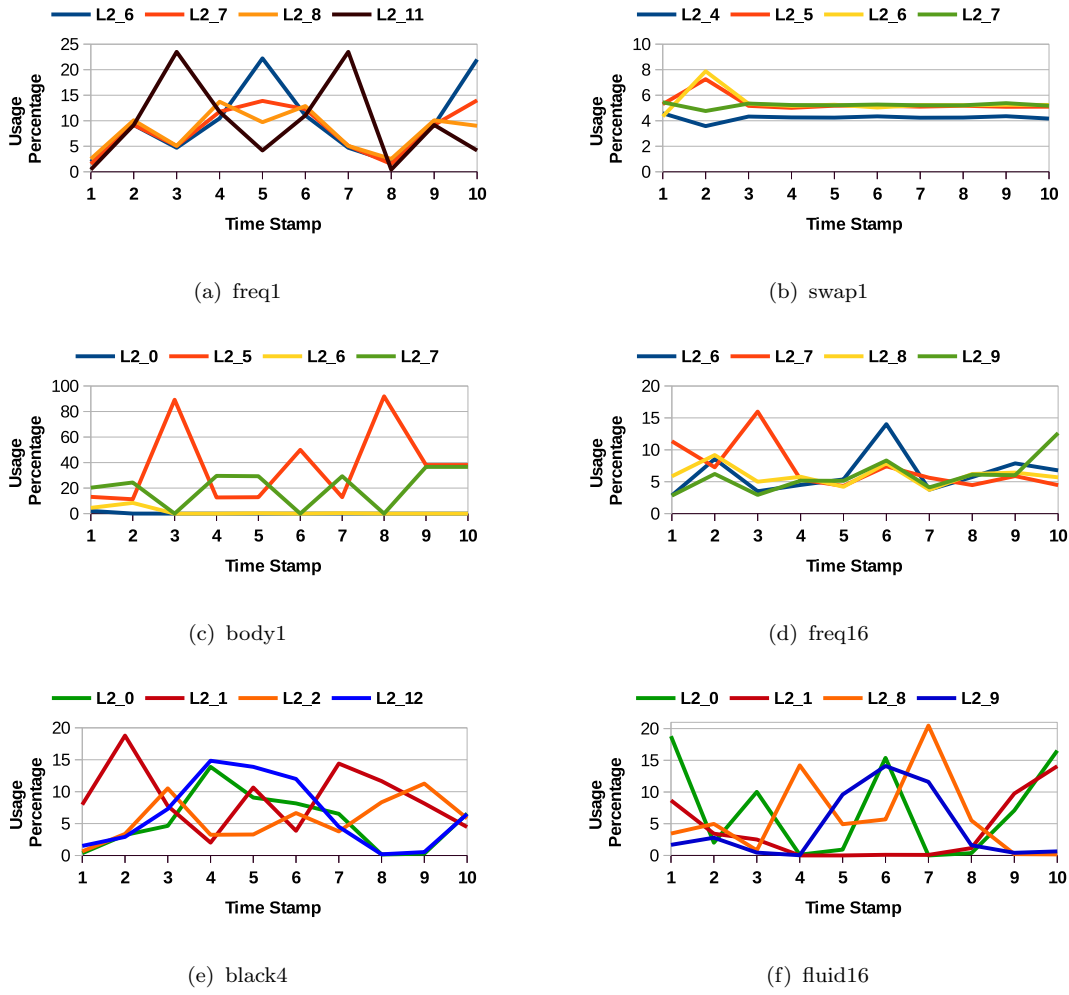 L2_6 L2_7 L2_8 L2_11
25
20
15
10
5
0
Usage
Percentage
1 2 3 4 5 6 7 8 9 10
Time Stamp
(a) freq1
L2_4 L2_5 L2_6 L2_7
10
8
6
4
2
0
Usage
Percentage
1 2 3 4 5 6 7 8 9 10
Time Stamp
(b) swap1
L2_0 L2_5 L2_6 L2_7
100
80
60
40
20
0
Usage
Percentage
1 2 3 4 5 6 7 8 9 10
Time Stamp
(c) body1
L2_6 L2_7 L2_8 L2_9
20
15
10
5
0
Usage
Percentage
1 2 3 4 5 6 7 8 9 10
Time Stamp
(d) freq16
L2_0 L2_1 L2_2 L2_12
20
15
10
5
0
Usage
Percentage
1 2 3 4 5 6 7 8 9 10
Time Stamp
(e) black4
L2_0 L2_1 L2_8 L2_9
20
15
10
5
0
Usage
Percentage
1 2 3 4 5 6 7 8 9 10
Time Stamp
(f) fluid16